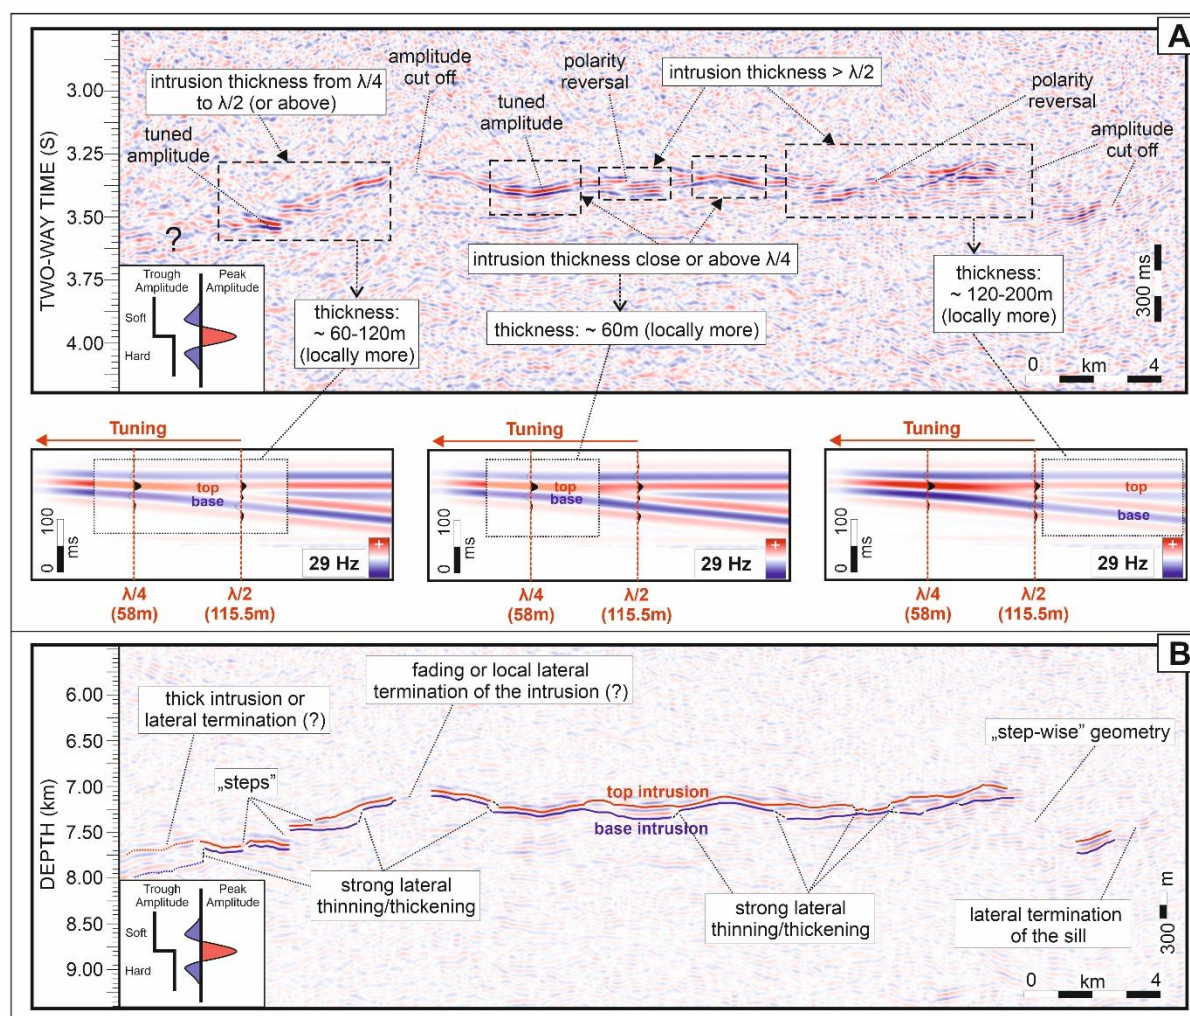 A
TWO-WAY TIME (S)
3.00
3.25
3.50
3.75
4.00
intrusion thickness from λ/4
to λ/2 (or above)
amplitude
cut off
polarity
reversal
intrusion thickness > λ/2
polarity
reversal
amplitude
cut off
tuned
amplitude
tuned
amplitude
?
intrusion thickness close or above λ/4
thickness:
~ 60-120m
(locally more)
thickness: ~ 60m (locally more)
thickness:
~ 120-200m
(locally more)
Trough
Amplitude
Peak
Amplitude
Soft
Hard
300 ms
0 km 4
Tuning
top
base
100
ms
29 Hz
+
λ/4
(58m)
λ/2
(115.5m)
Tuning
top
base
100
ms
29 Hz
+
λ/4
(58m)
λ/2
(115.5m)
Tuning
top
base
100
ms
29 Hz
+
λ/4
(58m)
λ/2
(115.5m)
B
DEPTH (km)
6.00
6.50
7.00
7.50
8.00
8.50
9.00
thick intrusion or
lateral termination (?)
fading or local lateral
termination of the intrusion (?)
„steps”
„step-wise” geometry
top intrusion
base intrusion
strong lateral
thinning/thickening
strong lateral
thinning/thickening
lateral termination
of the sill
Trough
Amplitude
Peak
Amplitude
Soft
Hard
300 m
0 km 4